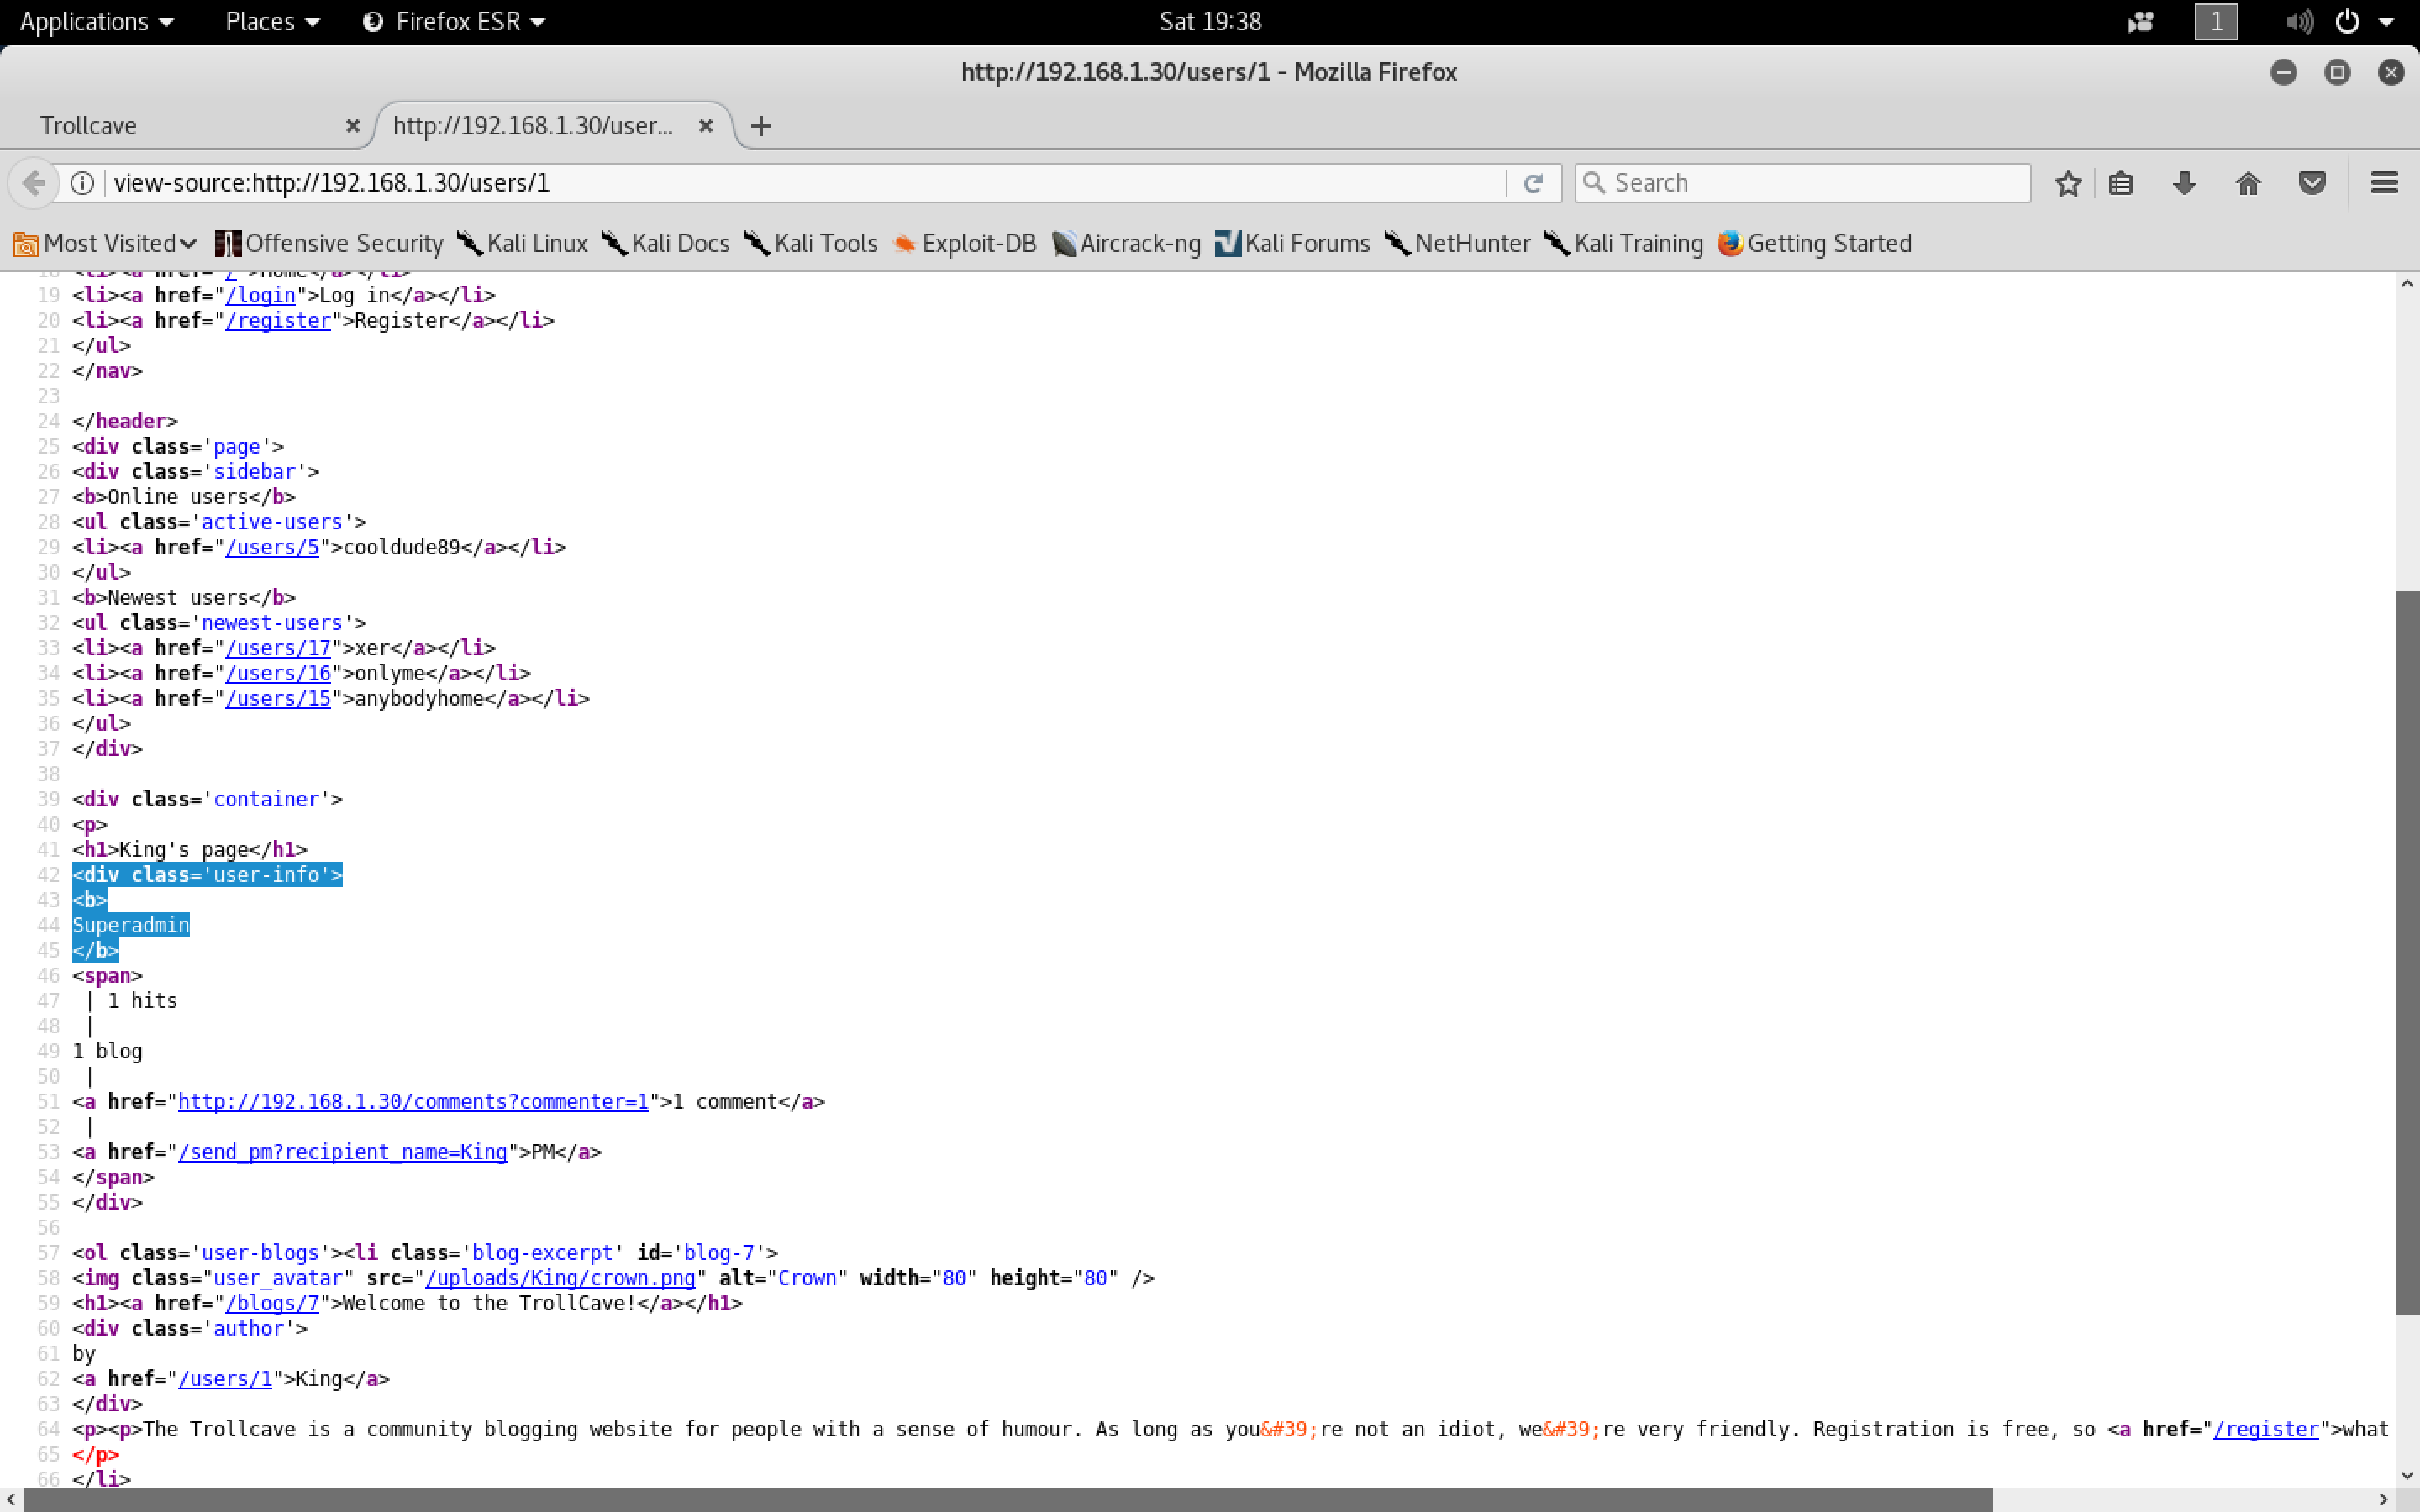 Applications Places Firefox ESR Sat 19:38 1
http://192.168.1.30/users/1 - Mozilla Firefox
Trollcave http://192.168.1.30/user...
view-source:http://192.168.1.30/users/1 Search
Most Visited Offensive Security Kali Linux Kali Docs Kali Tools Exploit-DB Aircrack-ng Kali Forums NetHunter Kali Training Getting Started
18 <li><a href="/">Home</a></li>
19 <li><a href="/login">Log in</a></li>
20 <li><a href="/register">Register</a></li>
21 </ul>
22 </nav>
23
24 </header>
25 <div class='page'>
26 <div class='sidebar'>
27 <b>Online users</b>
28 <ul class='active-users'>
29 <li><a href="/users/5">cooldude89</a></li>
30 </ul>
31 <b>Newest users</b>
32 <ul class='newest-users'>
33 <li><a href="/users/17">xer</a></li>
34 <li><a href="/users/16">onlyme</a></li>
35 <li><a href="/users/15">anybodyhome</a></li>
36 </ul>
37 </div>
38
39 <div class='container'>
40 <p>
41 <h1>King's page</h1>
42 <div class='user-info'>
43 <b>
44 Superadmin
45 </b>
46 <span>
47 | 1 hits
48 |
49 1 blog
50 |
51 <a href="http://192.168.1.30/comments?commenter=1">1 comment</a>
52 |
53 <a href="/send_pm?recipient_name=King">PM</a>
54 </span>
55 </div>
56
57 <ol class='user-blogs'><li class='blog-excerpt' id='blog-7'>
58 <img class="user_avatar" src="/uploads/King/crown.png" alt="Crown" width="80" height="80" />
59 <h1><a href="/blogs/7">Welcome to the TrollCave!</a></h1>
60 <div class='author'>
61 by
62 <a href="/users/1">King</a>
63 </div>
64 <p><p>The Trollcave is a community blogging website for people with a sense of humour. As long as you&#39;re not an idiot, we&#39;re very friendly. Registration is free, so <a href="/register">what
65 </p>
66 </li>